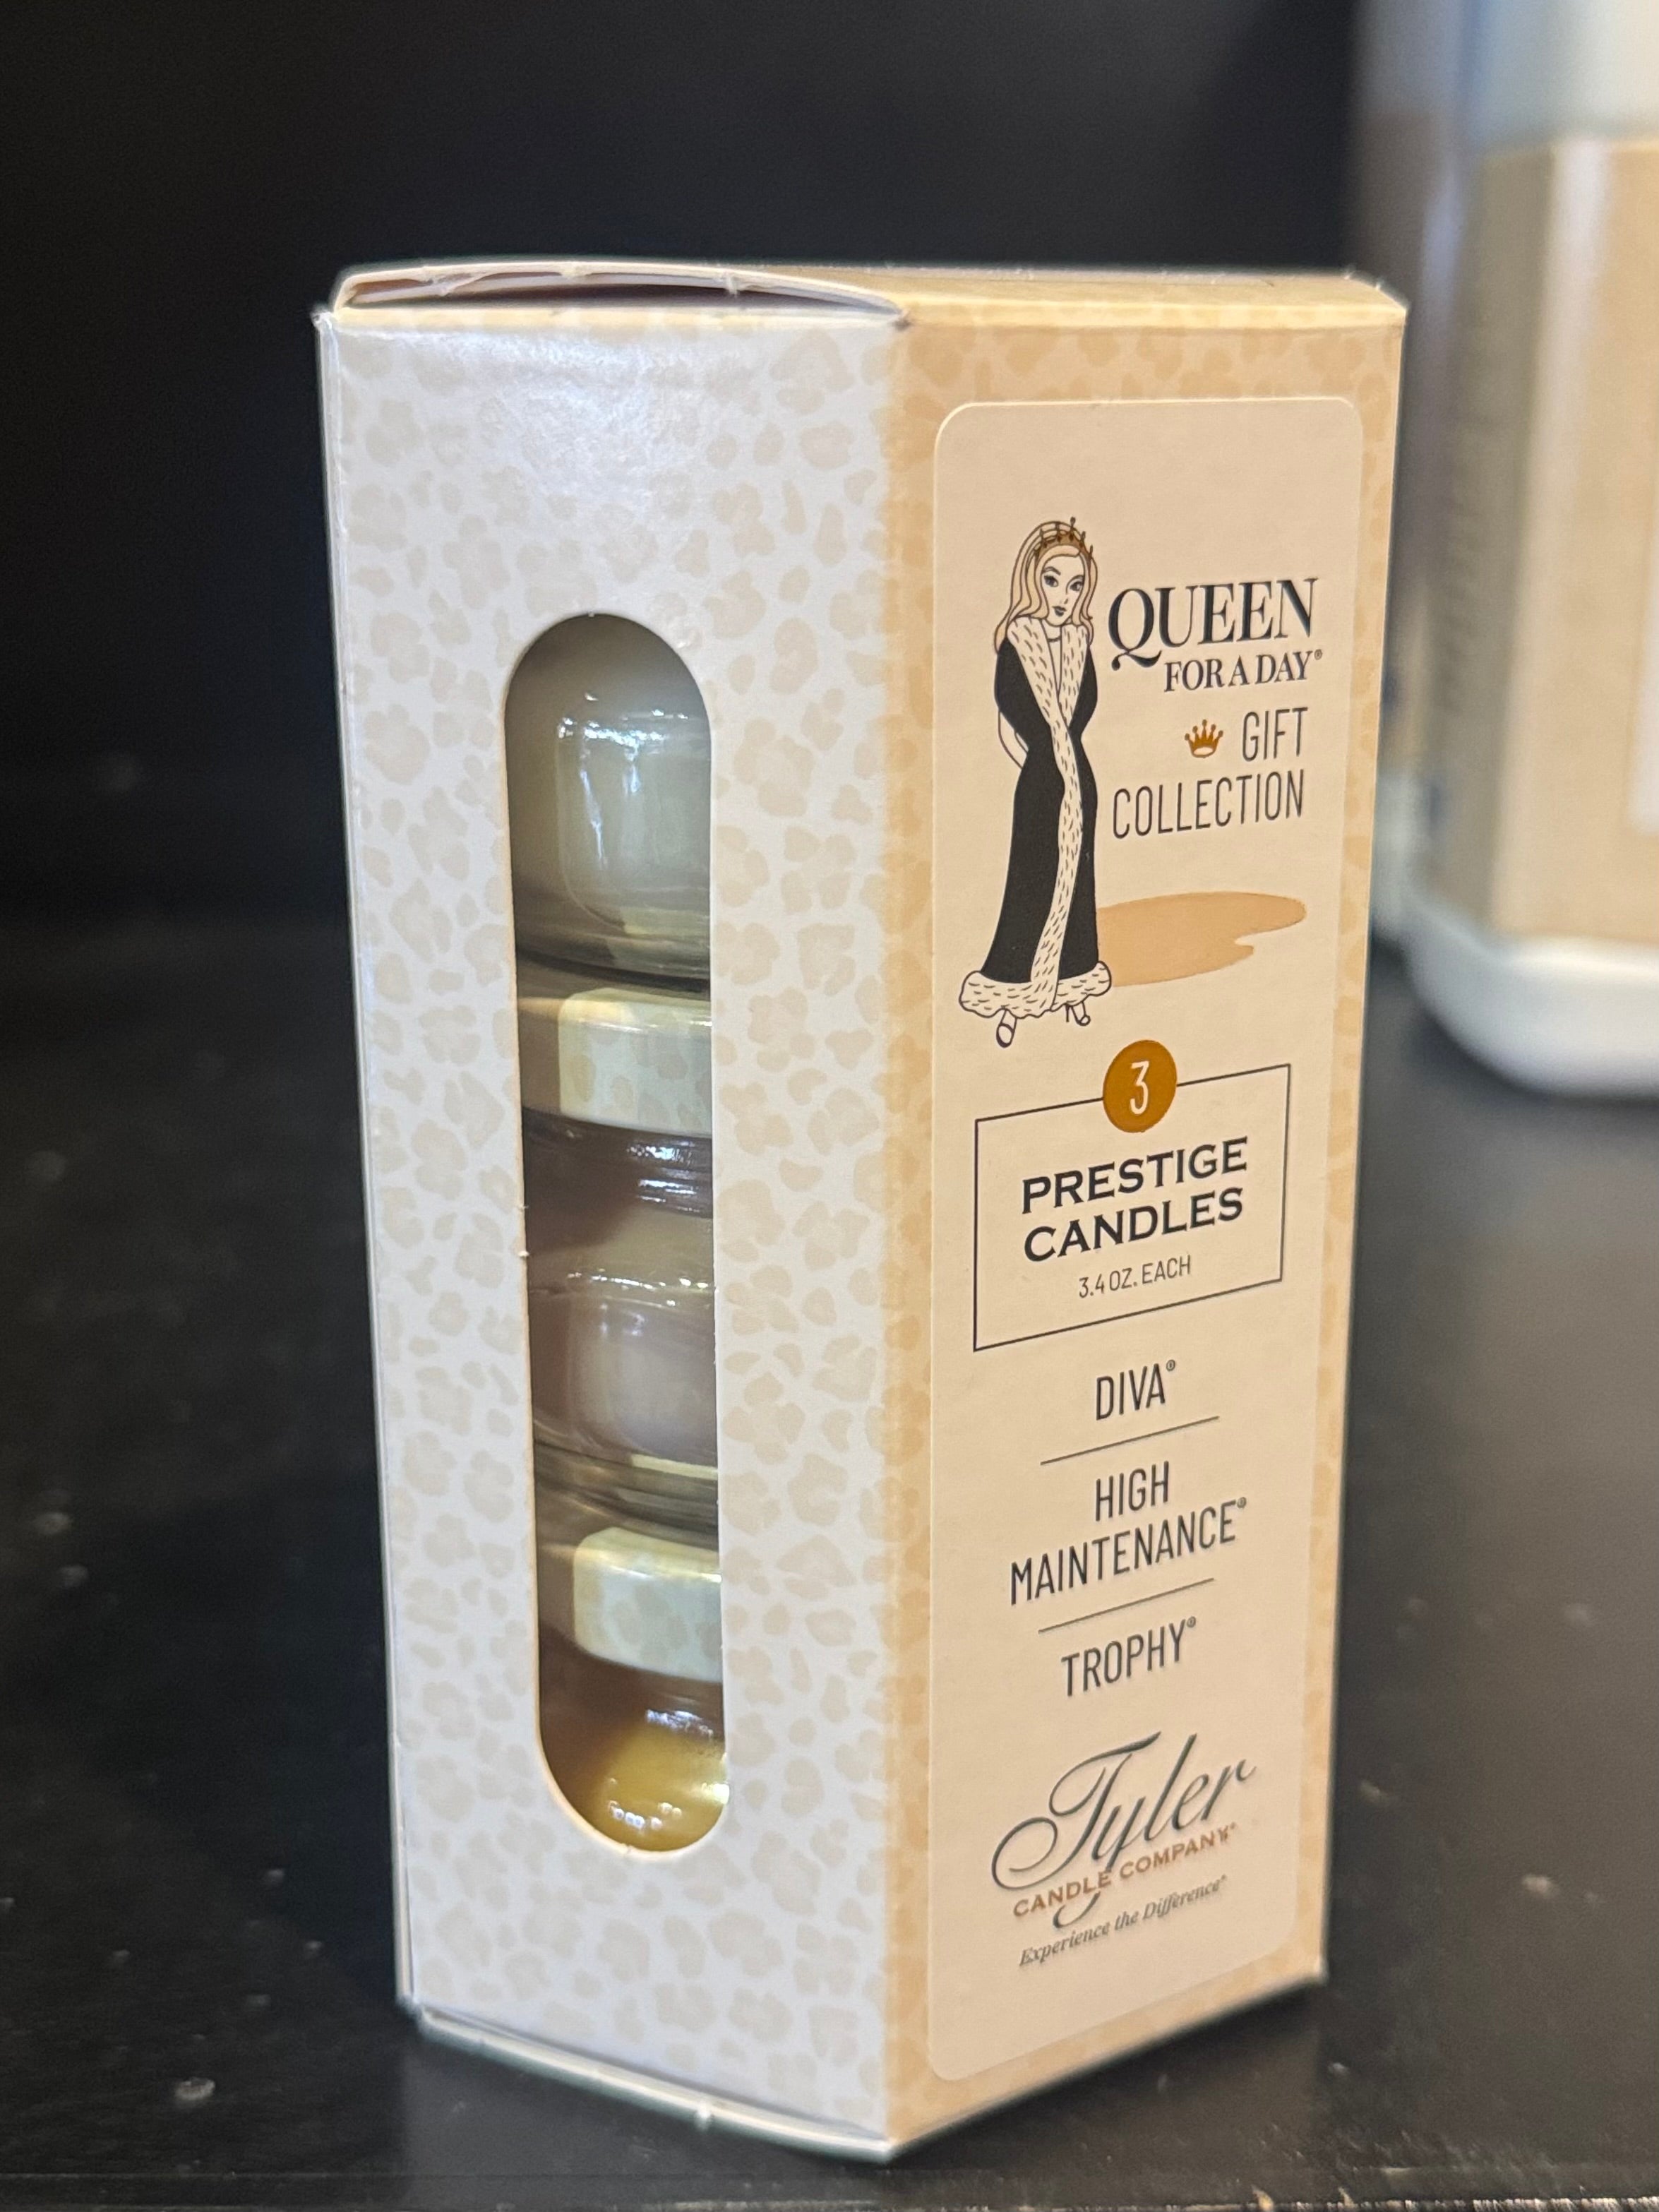 QUEEN
FOR A DAY®
GIFT
COLLECTION
3
PRESTIGE
CANDLES
3.4 OZ. EACH
DIVA®
HIGH
MAINTENANCE®
TROPHY®
Tyler
CANDLE COMPANY®
Experience the Difference®